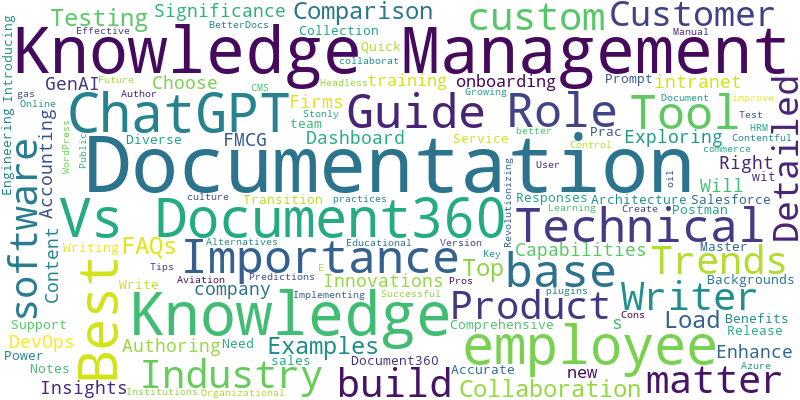 Testing
Significance
Effective
BetterDocs
Comparison
Collection
custom
Customer
Manual
Introducing
Knowledge Management
Quick
collaborat
GenAI
Future
Choose
CMS
Headless
training
onboarding
Prompt
intranet
gas
Online
Author
Firms
Stonly
team
Growing
Document
improve
Engineering
Accounting
WordPress
Public
ChatGPT
Guide
Role
Tool
Detailed
Diverse
FMCG
Dashboard
Service
better
Prac
Control
Exploring
Test
HRM
Contentful
commerce
Documentation
User
Right
wit
oil
culture
Transition
practices
Revolutionizing
Responses
Learning
Architecture
Create
Will
Salesforce
Postman
software
Content
Vs Document360
Technical
Writing
FAQs
Alternatives
Educational
Version
Key
Capabilities
Master
Importance
Top
base
Trends
Best
Tips
Write
Aviation
Predictions
E
Implementing
Innovations
Successful
Pros
plugins
Backgrounds
company
Knowledge
Product
Writer
Cons
Support
DevOps
Authoring
Need
Examples
Comprehensive
s
Load
Benefits
Release
employee
Power
Notes
sales
Document360
Accurate
new
Enhance
Azure
Insights
Industry
Institutions
Organizational
build
Collaboration
matter